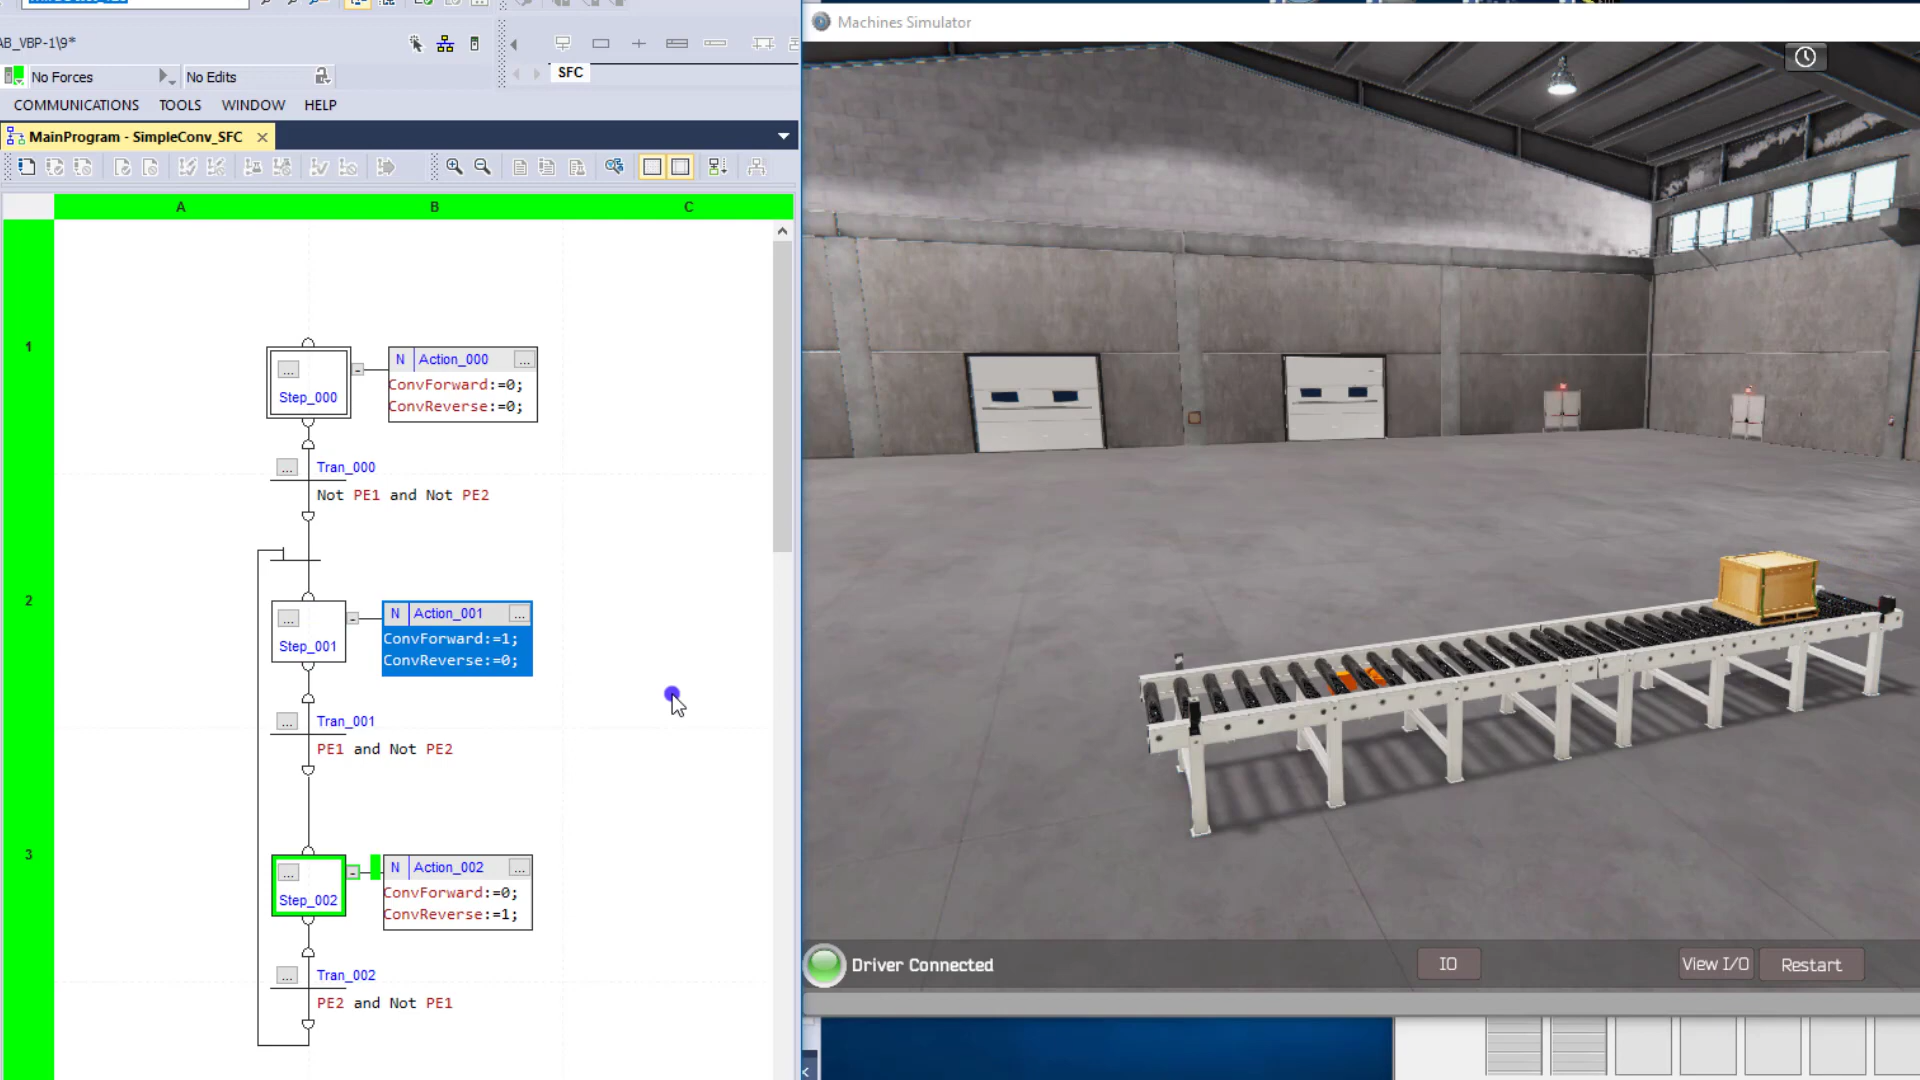 AB_VBP-1\9*
No Forces
No Edits
SFC
COMMUNICATIONS TOOLS WINDOW HELP
MainProgram - SimpleConv_SFC
A B C
1
N Action_000 ...
...
Step_000
ConvForward:=0;
ConvReverse:=0;
... Tran_000
Not PE1 and Not PE2
2
N Action_001 ...
...
Step_001
ConvForward:=1;
ConvReverse:=0;
... Tran_001
PE1 and Not PE2
3
N Action_002 ...
...
Step_002
ConvForward:=0;
ConvReverse:=1;
... Tran_002
PE2 and Not PE1
Machines Simulator
Driver Connected
IO
View I/O
Restart